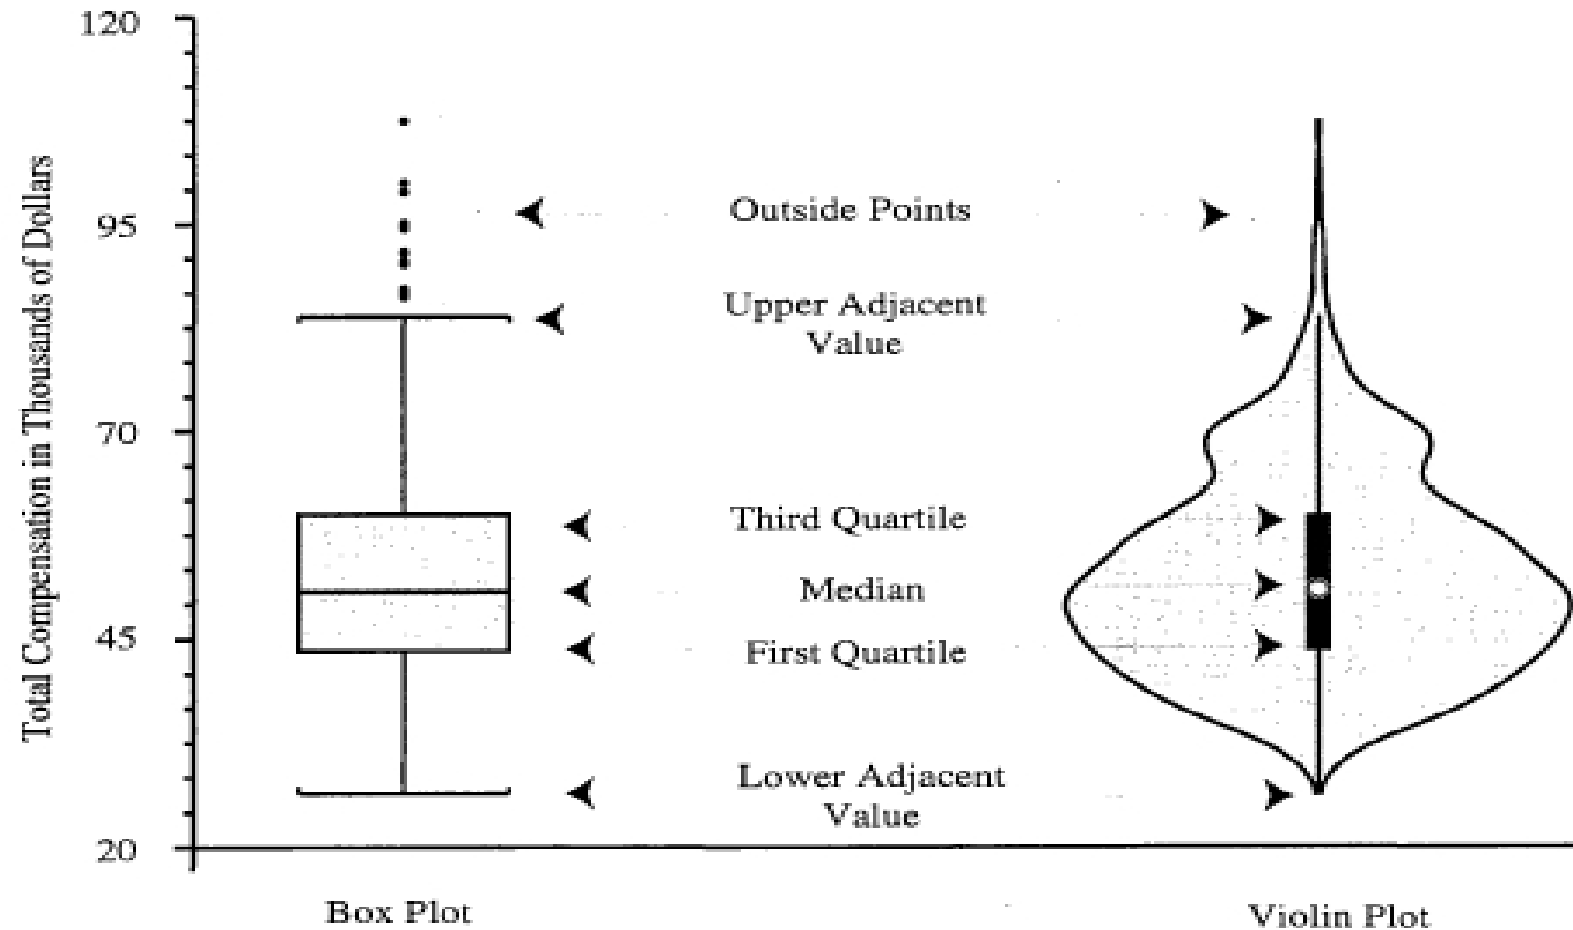 120
95
70
45
20
Total Compensation in Thousands of Dollars
Outside Points
Upper Adjacent
Value
Third Quartile
Median
First Quartile
Lower Adjacent
Value
Box Plot
Violin Plot